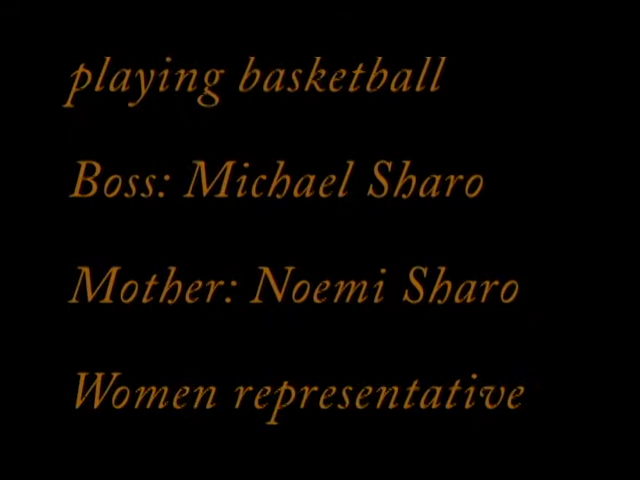 playing basketball
Boss: Michael Sharo
Mother: Noemi Sharo
Women representative